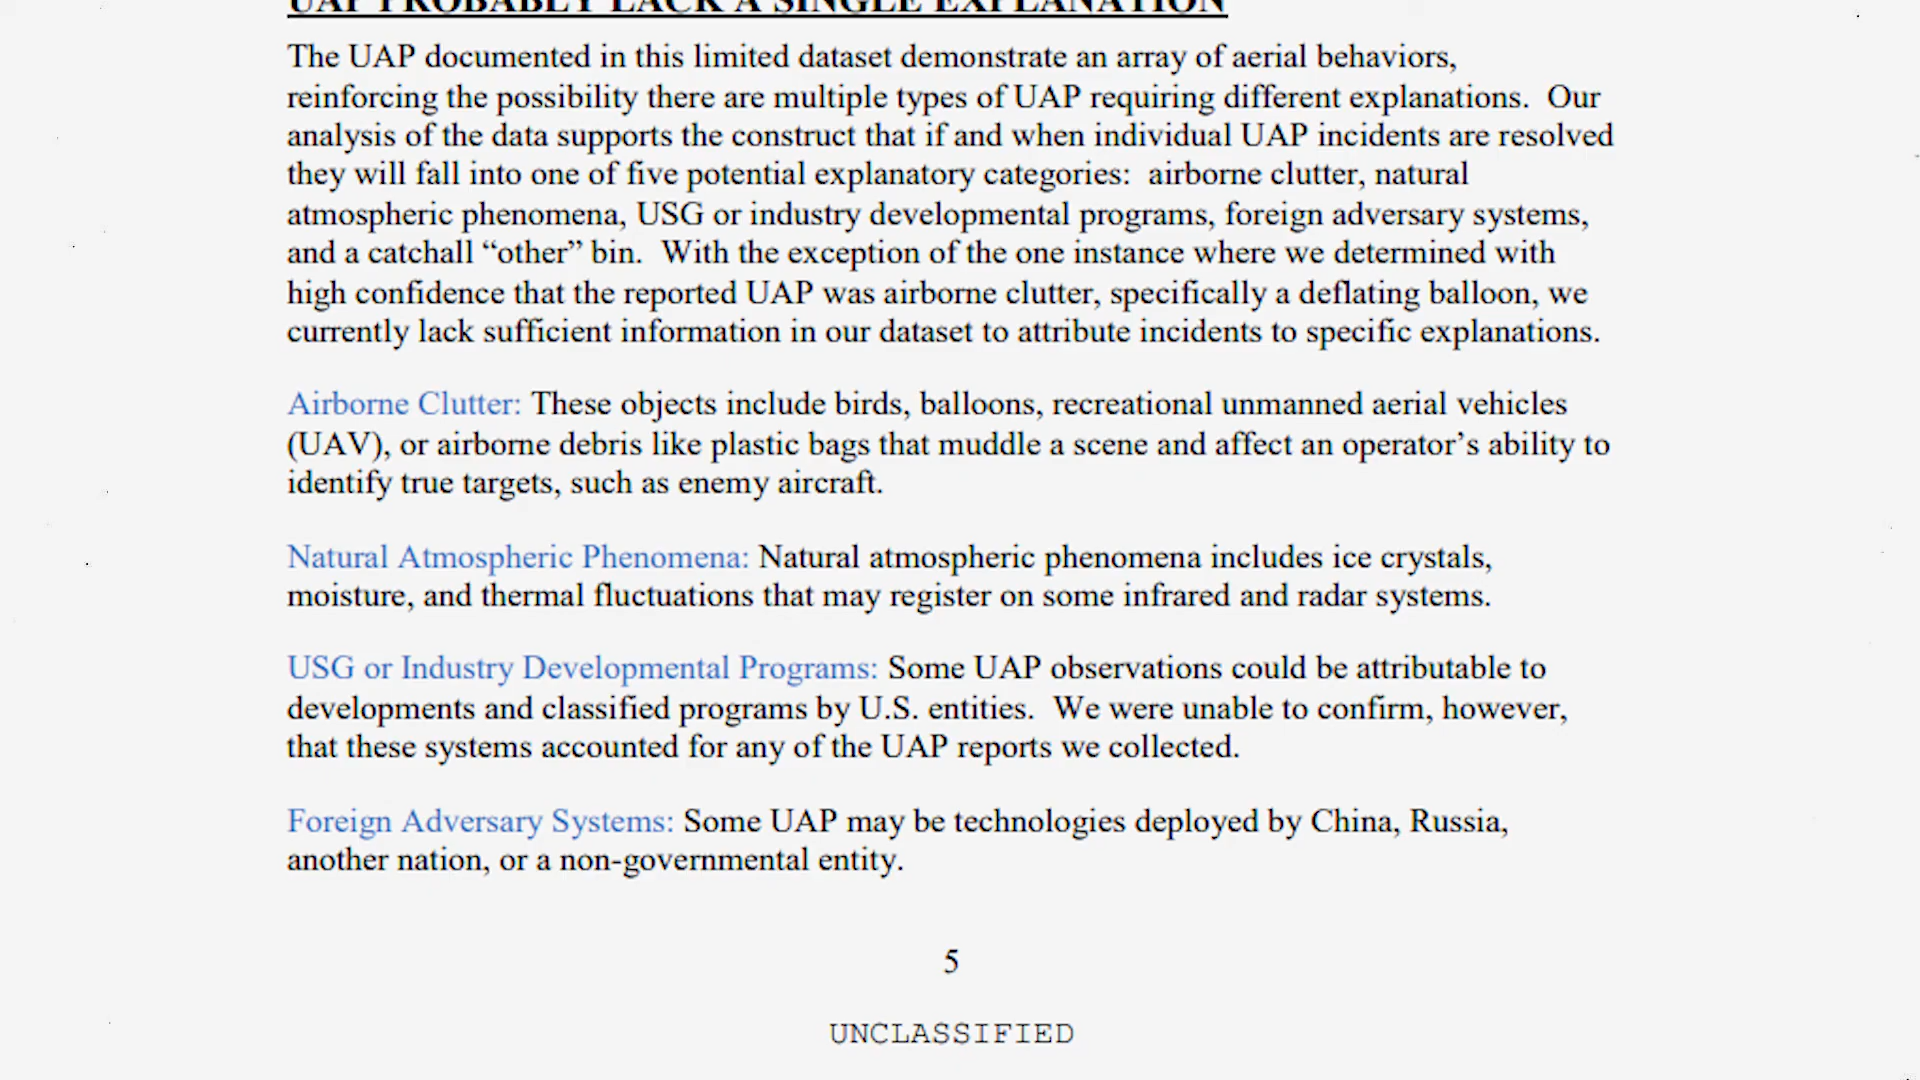 UAP PROBABLY LACK A SINGLE EXPLANATION
The UAP documented in this limited dataset demonstrate an array of aerial behaviors,
reinforcing the possibility there are multiple types of UAP requiring different explanations.  Our
analysis of the data supports the construct that if and when individual UAP incidents are resolved
they will fall into one of five potential explanatory categories:  airborne clutter, natural
atmospheric phenomena, USG or industry developmental programs, foreign adversary systems,
and a catchall “other” bin.  With the exception of the one instance where we determined with
high confidence that the reported UAP was airborne clutter, specifically a deflating balloon, we
currently lack sufficient information in our dataset to attribute incidents to specific explanations.
Airborne Clutter: These objects include birds, balloons, recreational unmanned aerial vehicles
(UAV), or airborne debris like plastic bags that muddle a scene and affect an operator’s ability to
identify true targets, such as enemy aircraft.
Natural Atmospheric Phenomena: Natural atmospheric phenomena includes ice crystals,
moisture, and thermal fluctuations that may register on some infrared and radar systems.
USG or Industry Developmental Programs: Some UAP observations could be attributable to
developments and classified programs by U.S. entities.  We were unable to confirm, however,
that these systems accounted for any of the UAP reports we collected.
Foreign Adversary Systems: Some UAP may be technologies deployed by China, Russia,
another nation, or a non-governmental entity.
5
UNCLASSIFIED